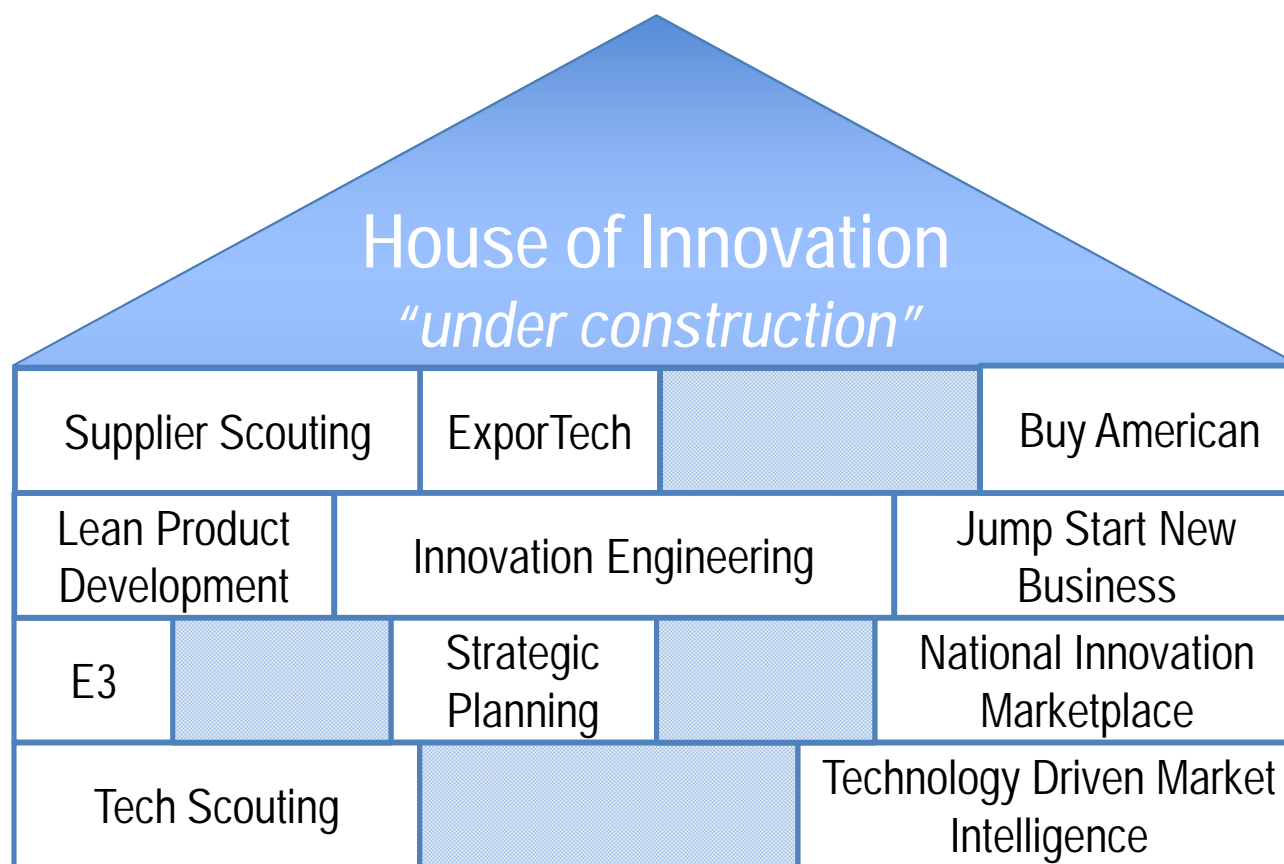 House of Innovation
“under construction”
Supplier Scouting
ExporTech
Buy American
Lean Product
Development
Innovation Engineering
Jump Start New
Business
E3
Strategic
Planning
National Innovation
Marketplace
Tech Scouting
Technology Driven Market
Intelligence